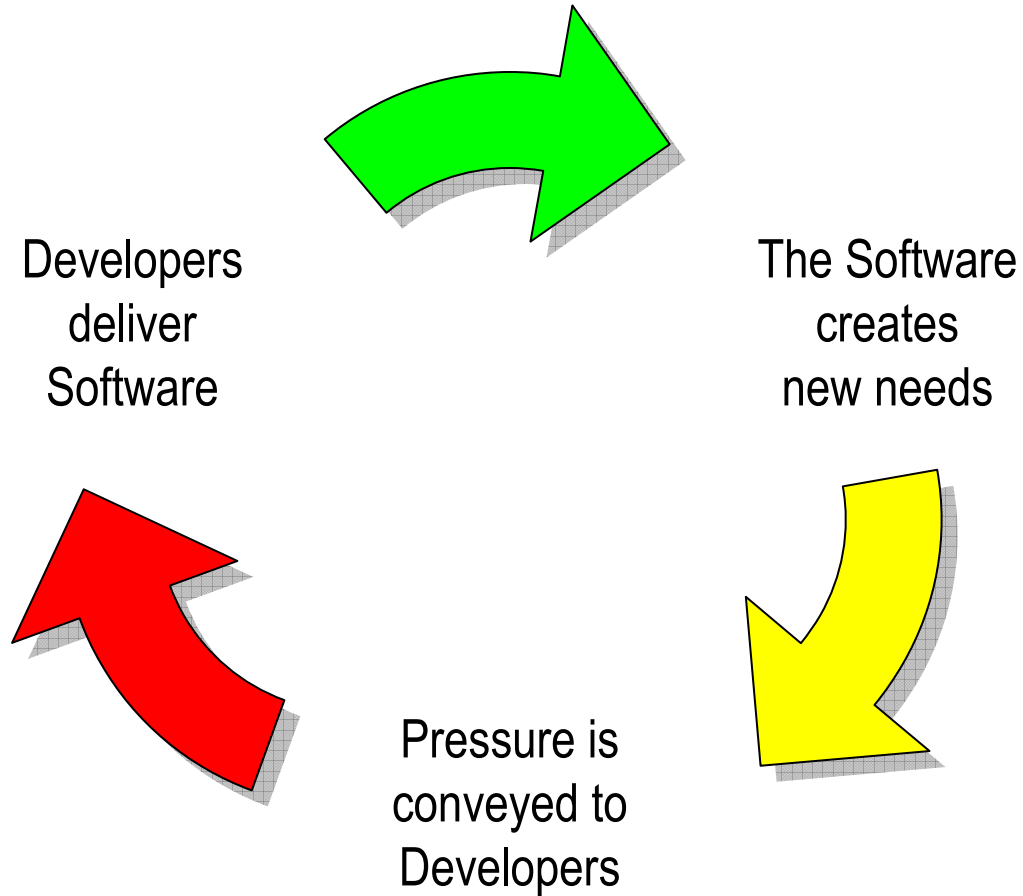 Developers
deliver
Software
The Software
creates
new needs
Pressure is
conveyed to
Developers